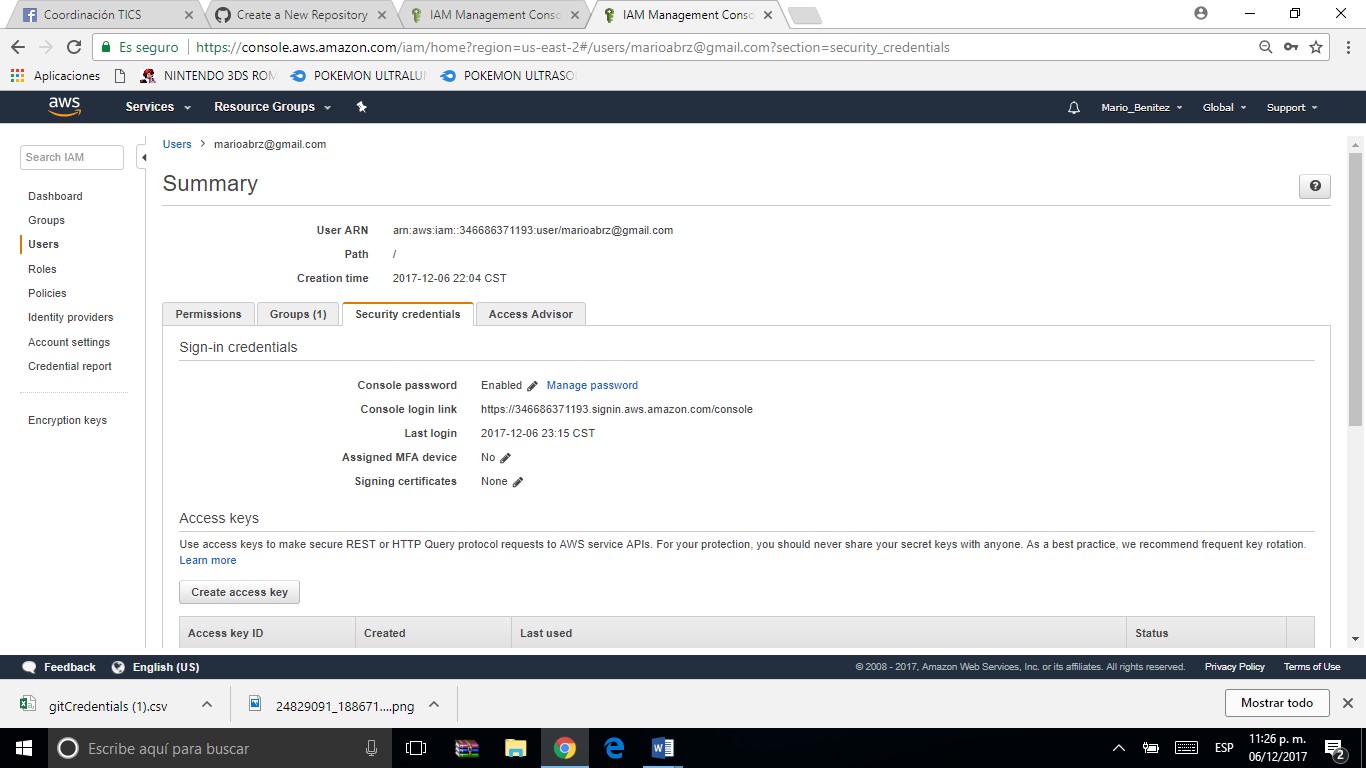 Coordinación TICS
Create a New Repository
IAM Management Conso
IAM Management Conso
Es seguro
https://console.aws.amazon.com/iam/home?region=us-east-2#/users/marioabrz@gmail.com?section=security_credentials
Aplicaciones
NINTENDO 3DS ROM
POKEMON ULTRALU
POKEMON ULTRASO
aws
Services
Resource Groups
Mario_Benitez
Global
Support
Search IAM
Dashboard
Groups
Users
Roles
Policies
Identity providers
Account settings
Credential report
Encryption keys
Users > marioabrz@gmail.com
Summary
?
User ARN arn:aws:iam::346686371193:user/marioabrz@gmail.com
Path /
Creation time 2017-12-06 22:04 CST
Permissions
Groups (1)
Security credentials
Access Advisor
Sign-in credentials
Console password Enabled Manage password
Console login link https://346686371193.signin.aws.amazon.com/console
Last login 2017-12-06 23:15 CST
Assigned MFA device No
Signing certificates None
Access keys
Use access keys to make secure REST or HTTP Query protocol requests to AWS service APIs. For your protection, you should never share your secret keys with anyone. As a best practice, we recommend frequent key rotation.
Learn more
Create access key
Access key ID Created Last used Status
Feedback
English (US)
© 2008 - 2017, Amazon Web Services, Inc. or its affiliates. All rights reserved.
Privacy Policy
Terms of Use
gitCredentials (1).csv
24829091_188671....png
Mostrar todo
Escribe aquí para buscar
ESP
11:26 p. m.
06/12/2017
2